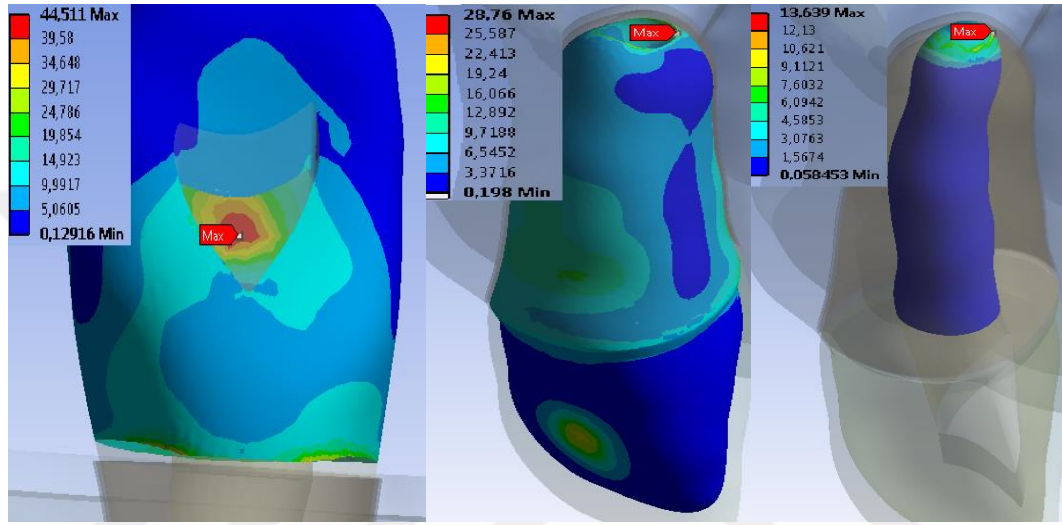 44,511 Max
39,58
34,648
29,717
24,786
19,854
14,923
9,9917
5,0605
0,12916 Min
Max
28,76 Max
25,587
22,413
19,24
16,066
12,892
9,7188
6,5452
3,3716
0,198 Min
Max
13,639 Max
12,13
10,621
9,1121
7,6032
6,0942
4,5853
3,0763
1,5674
0,058453 Min
Max